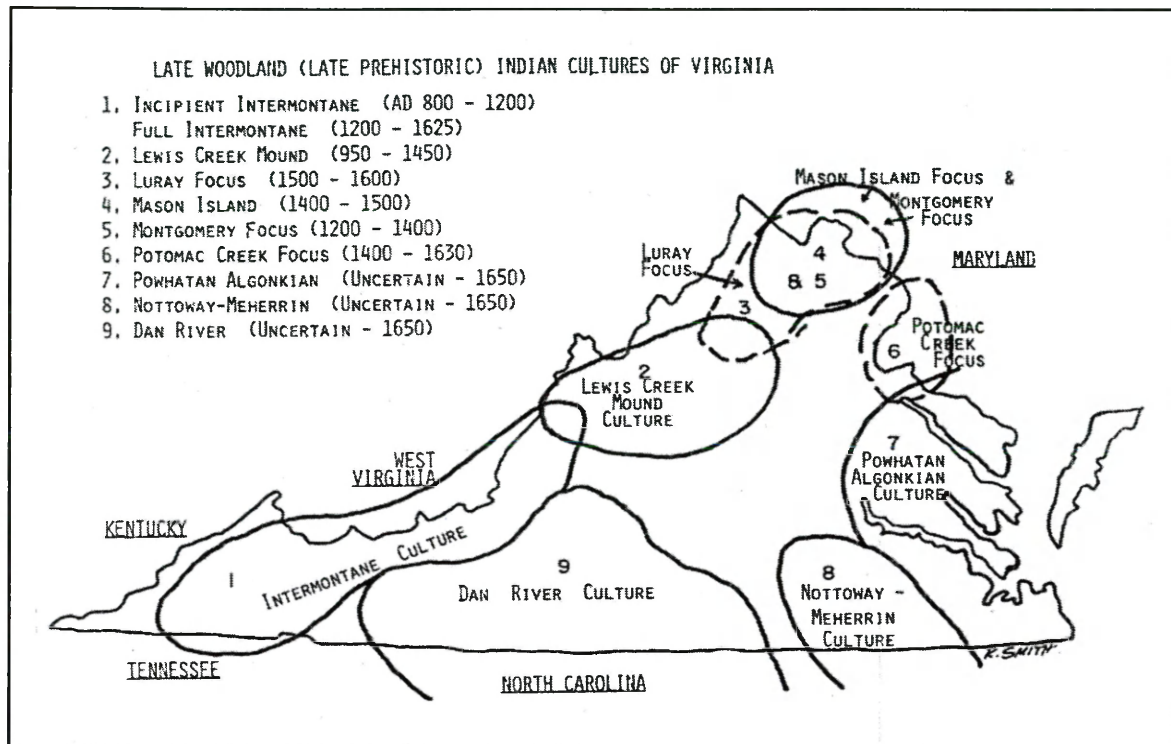 LATE WOODLAND (LATE PREHISTORIC) INDIAN CULTURES OF VIRGINIA
1. INCIPIENT INTERMONTANE (AD 800 - 1200)
FULL INTERMONTANE (1200 - 1625)
2. LEWIS CREEK MOUND (950 - 1450)
3. LURAY FOCUS (1500 - 1600)
4. MASON ISLAND (1400 - 1500)
5. MONTGOMERY FOCUS (1200 - 1400)
6. POTOMAC CREEK FOCUS (1400 - 1630)
7. POWHATAN ALGONKIAN (UNCERTAIN - 1650)
8. NOTTOWAY-MEHERRIN (UNCERTAIN - 1650)
9. DAN RIVER (UNCERTAIN - 1650)
MASON ISLAND FOCUS &
MONTGOMERY
FOCUS
MARYLAND
LURAY
FOCUS
4
& 5
3
6
POTOMAC
CREEK
FOCUS
2
LEWIS CREEK
MOUND
CULTURE
7
POWHATAN
ALGONKIAN
CULTURE
WEST
VIRGINIA
KENTUCKY
1
INTERMONTANE CULTURE
9
DAN RIVER CULTURE
8
NOTTOWAY -
MEHERRIN
CULTURE
K. SMITH
TENNESSEE
NORTH CAROLINA